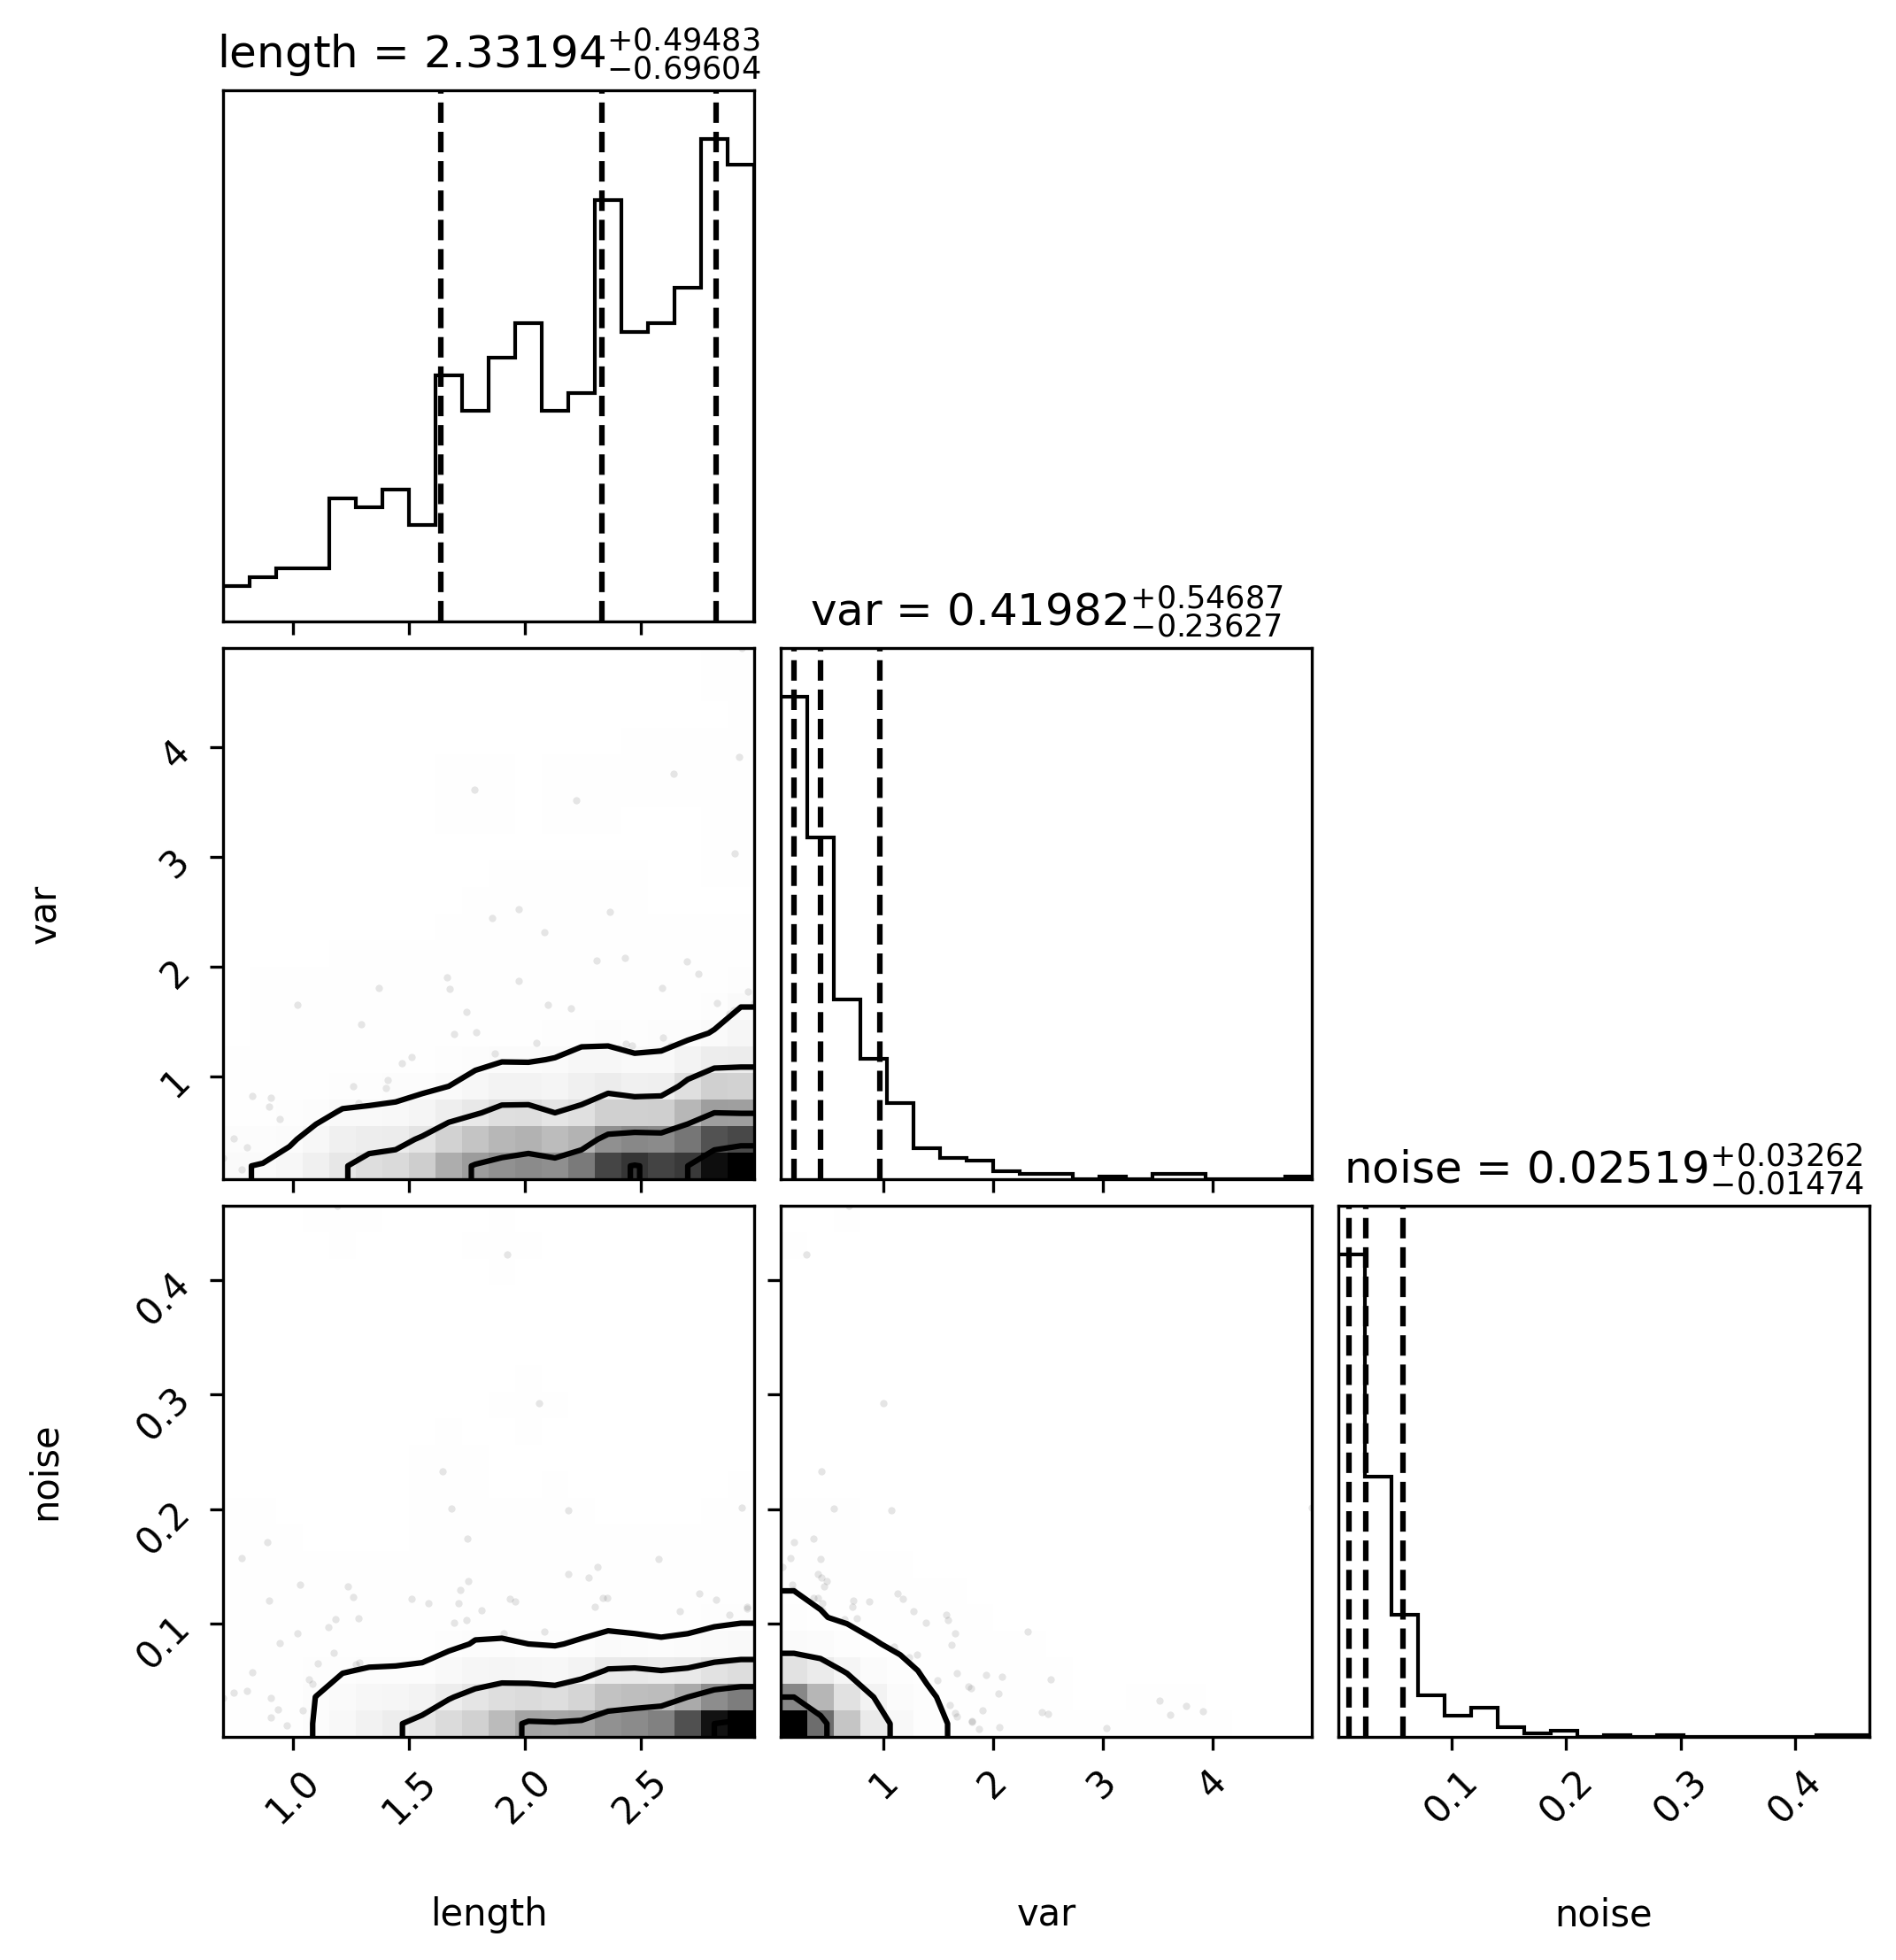 length = 2.33194+0.49483−0.69604
var = 0.41982+0.54687−0.23627
4
3
2
1
var
noise = 0.02519+0.03262−0.01474
0.4
0.3
0.2
0.1
noise
1.0 1.5 2.0 2.5 1 2 3 4 0.1 0.2 0.3 0.4
length var noise